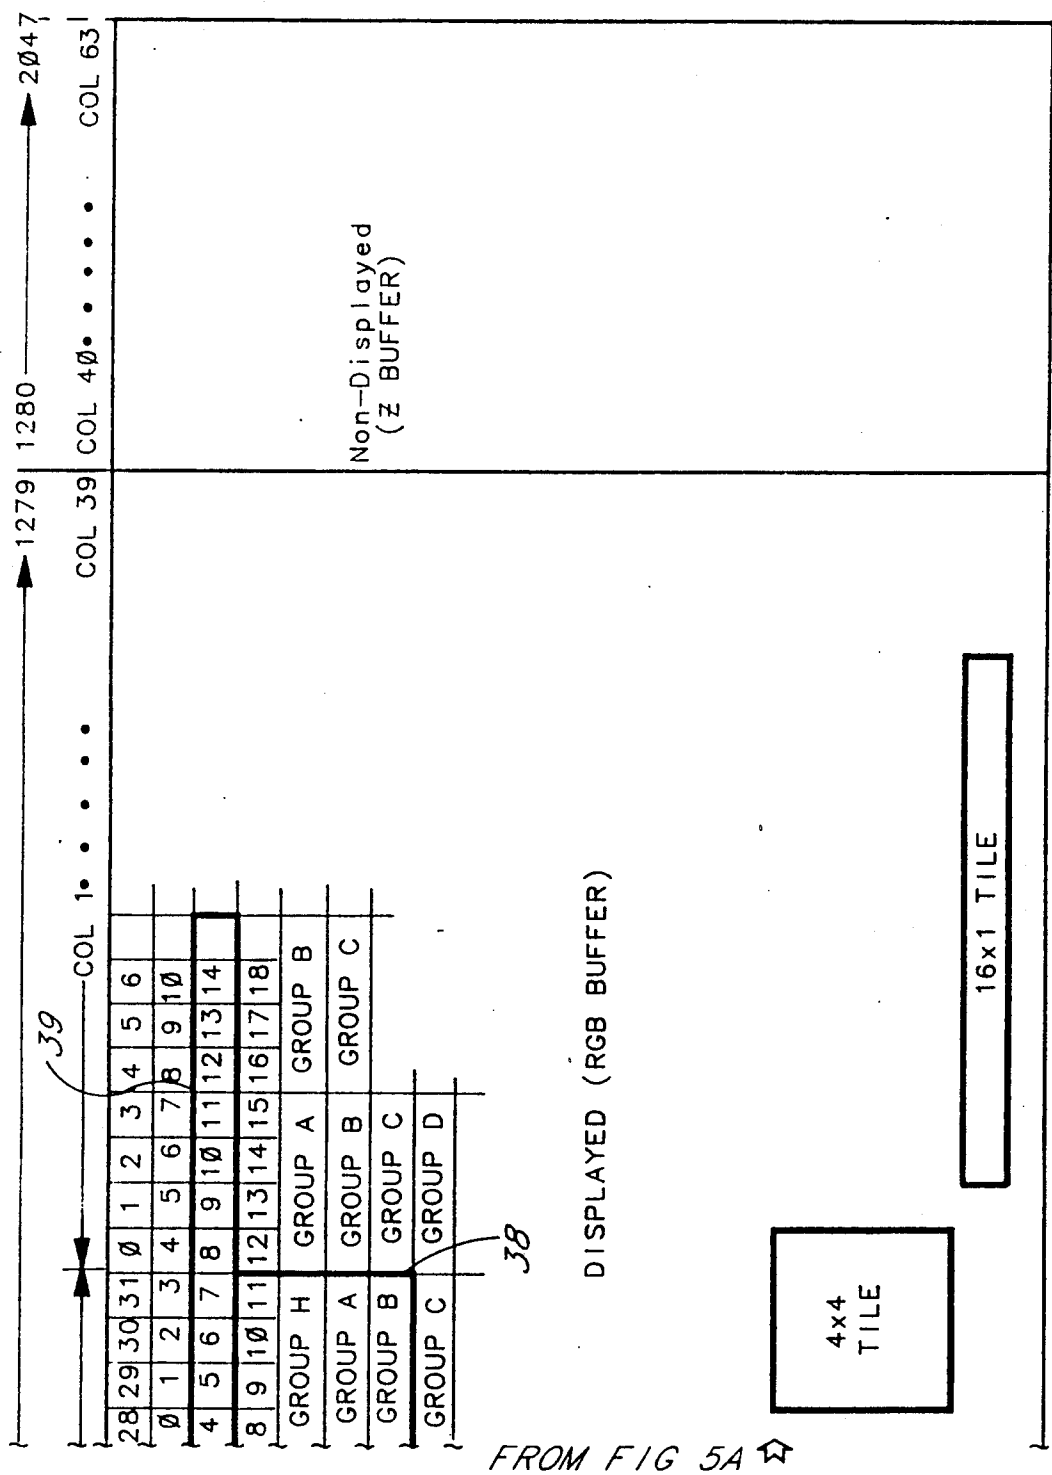 1279 1280 2Ø47
COL 1 • • • • • COL 39 COL 4Ø • • • • • COL 63
39
28 29 30 31 Ø 1 2 3 4 5 6
Ø 1 2 3 4 5 6 7 8 9 1Ø
4 5 6 7 8 9 1Ø 11 12 13 14
8 9 1Ø 11 12 13 14 15 16 17 18
GROUP H GROUP A GROUP B
GROUP A GROUP B GROUP C
GROUP B GROUP C
GROUP C GROUP D
38
Non-Displayed
(Z BUFFER)
DISPLAYED (RGB BUFFER)
4x4
TILE
16x1 TILE
FROM FIG 5A